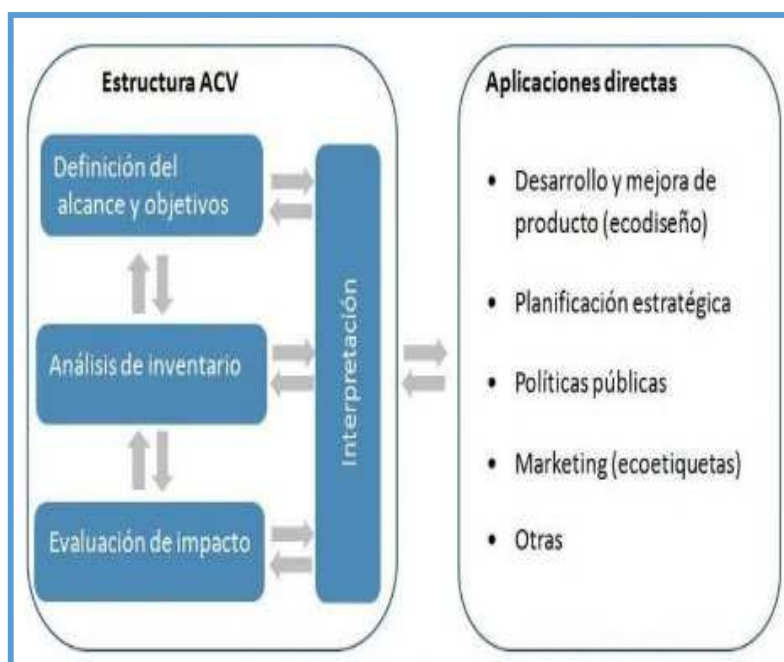 Estructura ACV
Definición del
alcance y objetivos
Análisis de inventario
Evaluación de impacto
Interpretación
Aplicaciones directas
• Desarrollo y mejora de
producto (ecodiseño)
• Planificación estratégica
• Políticas públicas
• Marketing (ecoetiquetas)
• Otras